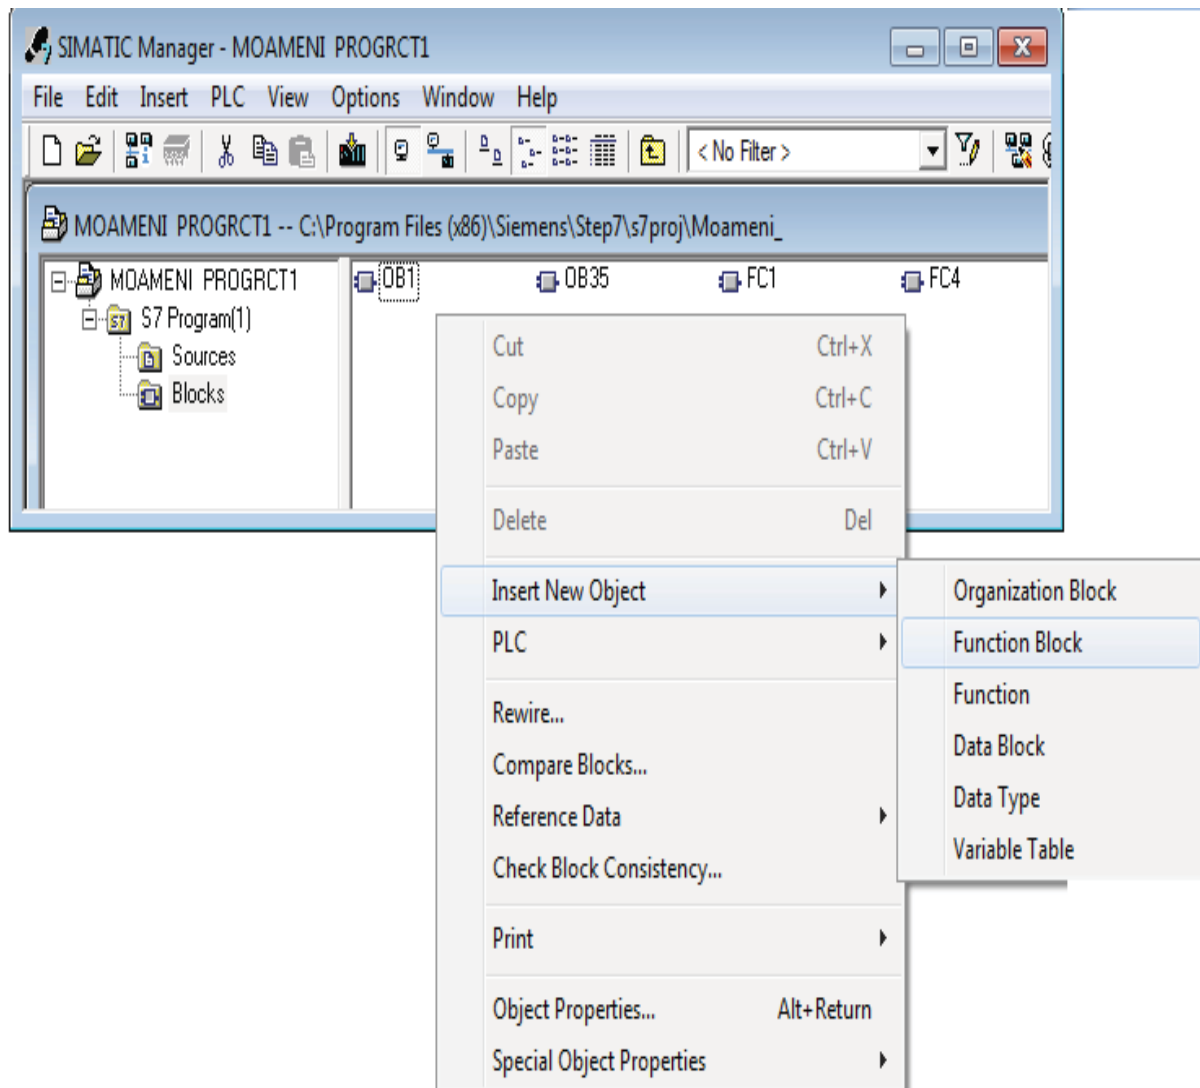 SIMATIC Manager - MOAMENI PROGRCT1
File Edit Insert PLC View Options Window Help
< No Filter >
MOAMENI PROGRCT1 -- C:\Program Files (x86)\Siemens\Step7\s7proj\Moameni_
MOAMENI PROGRCT1
S7 Program(1)
Sources
Blocks
OB1 OB35 FC1 FC4
Cut Ctrl+X
Copy Ctrl+C
Paste Ctrl+V
Delete Del
Insert New Object
PLC
Rewire...
Compare Blocks...
Reference Data
Check Block Consistency...
Print
Object Properties... Alt+Return
Special Object Properties
Organization Block
Function Block
Function
Data Block
Data Type
Variable Table